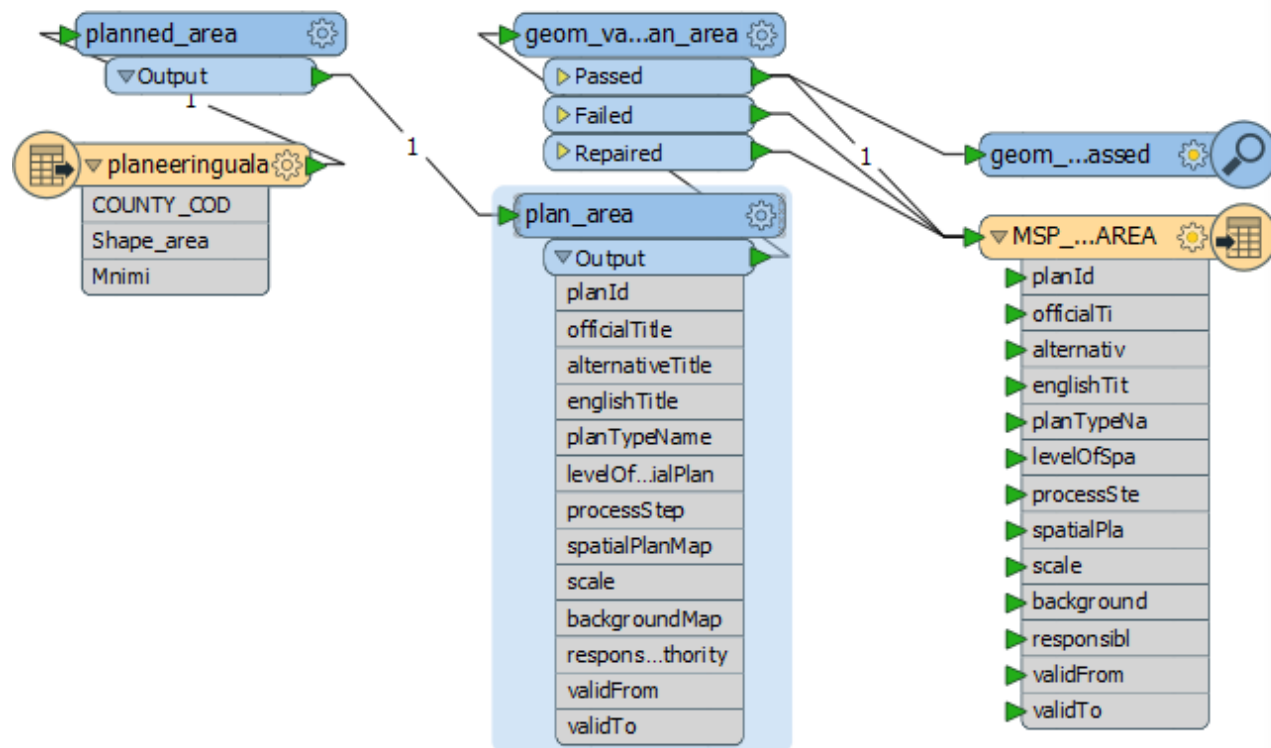 planned_area
Output
1
planeeringuala
COUNTY_COD
Shape_area
Mnimi
1
geom_va...an_area
Passed
Failed
Repaired
1
plan_area
Output
planId
officialTitle
alternativeTitle
englishTitle
planTypeName
levelOf...ialPlan
processStep
spatialPlanMap
scale
backgroundMap
respons...thority
validFrom
validTo
geom_...assed
MSP_...AREA
planId
officialTi
alternativ
englishTit
planTypeNa
levelOfSpa
processSte
spatialPla
scale
background
responsibl
validFrom
validTo